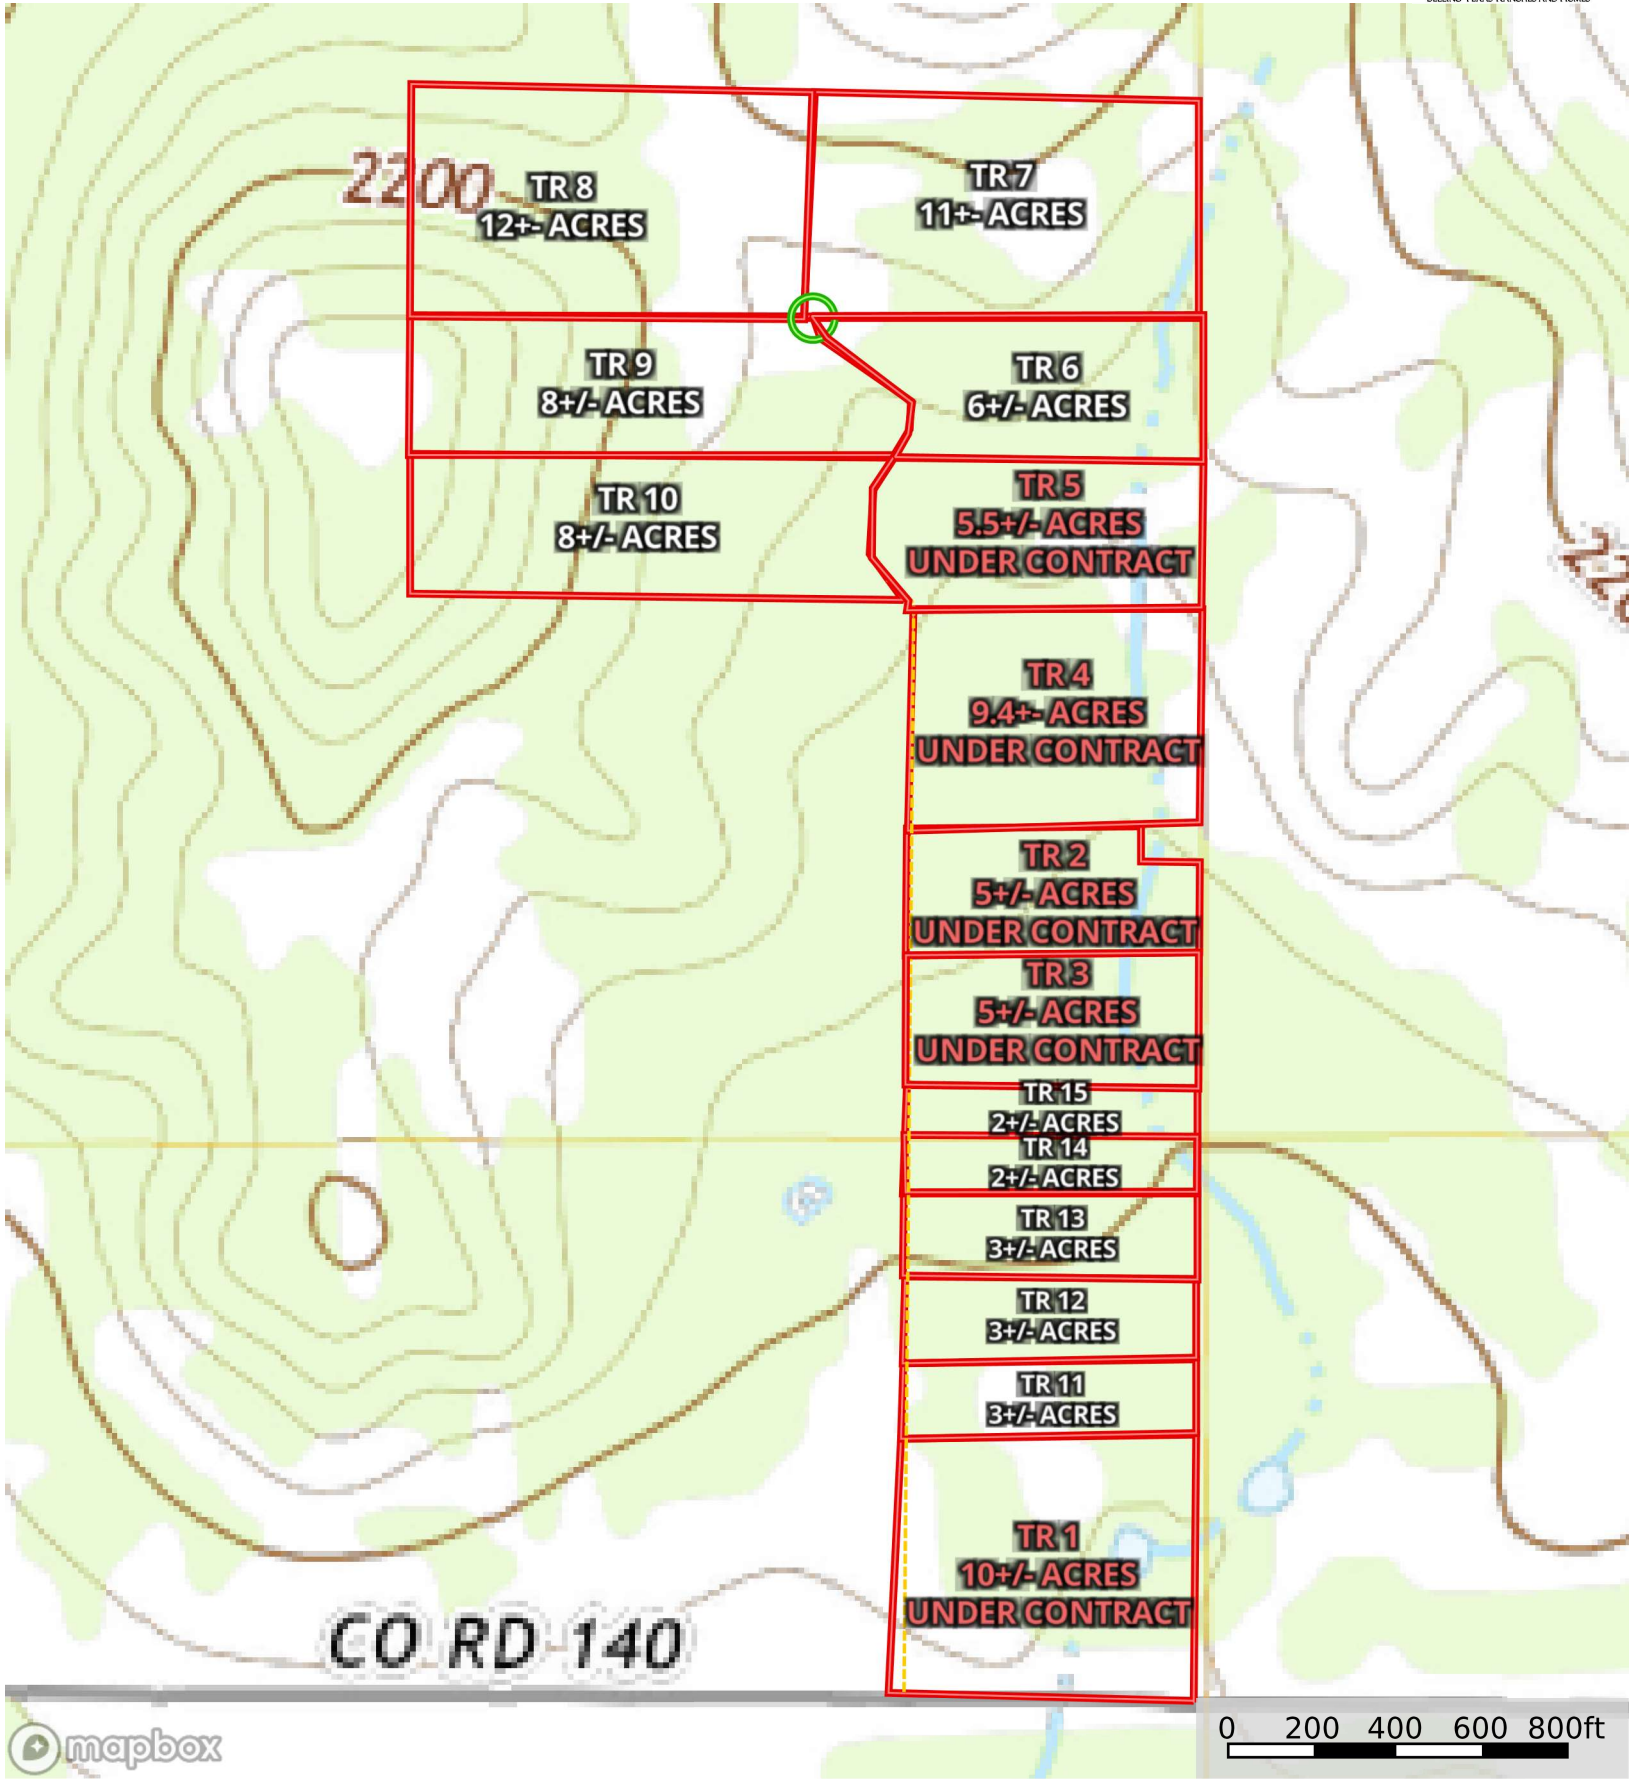 2200
TR 8
12+- ACRES
TR 7
11+- ACRES
TR 9
8+/- ACRES
TR 6
6+/- ACRES
TR 10
8+/- ACRES
TR 5
5.5+/- ACRES
UNDER CONTRACT
TR 4
9.4+- ACRES
UNDER CONTRACT
TR 2
5+/- ACRES
UNDER CONTRACT
TR 3
5+/- ACRES
UNDER CONTRACT
TR 15
2+/- ACRES
TR 14
2+/- ACRES
TR 13
3+/- ACRES
TR 12
3+/- ACRES
TR 11
3+/- ACRES
TR 1
10+/- ACRES
UNDER CONTRACT
CO RD 140
mapbox
0 200 400 600 800ft